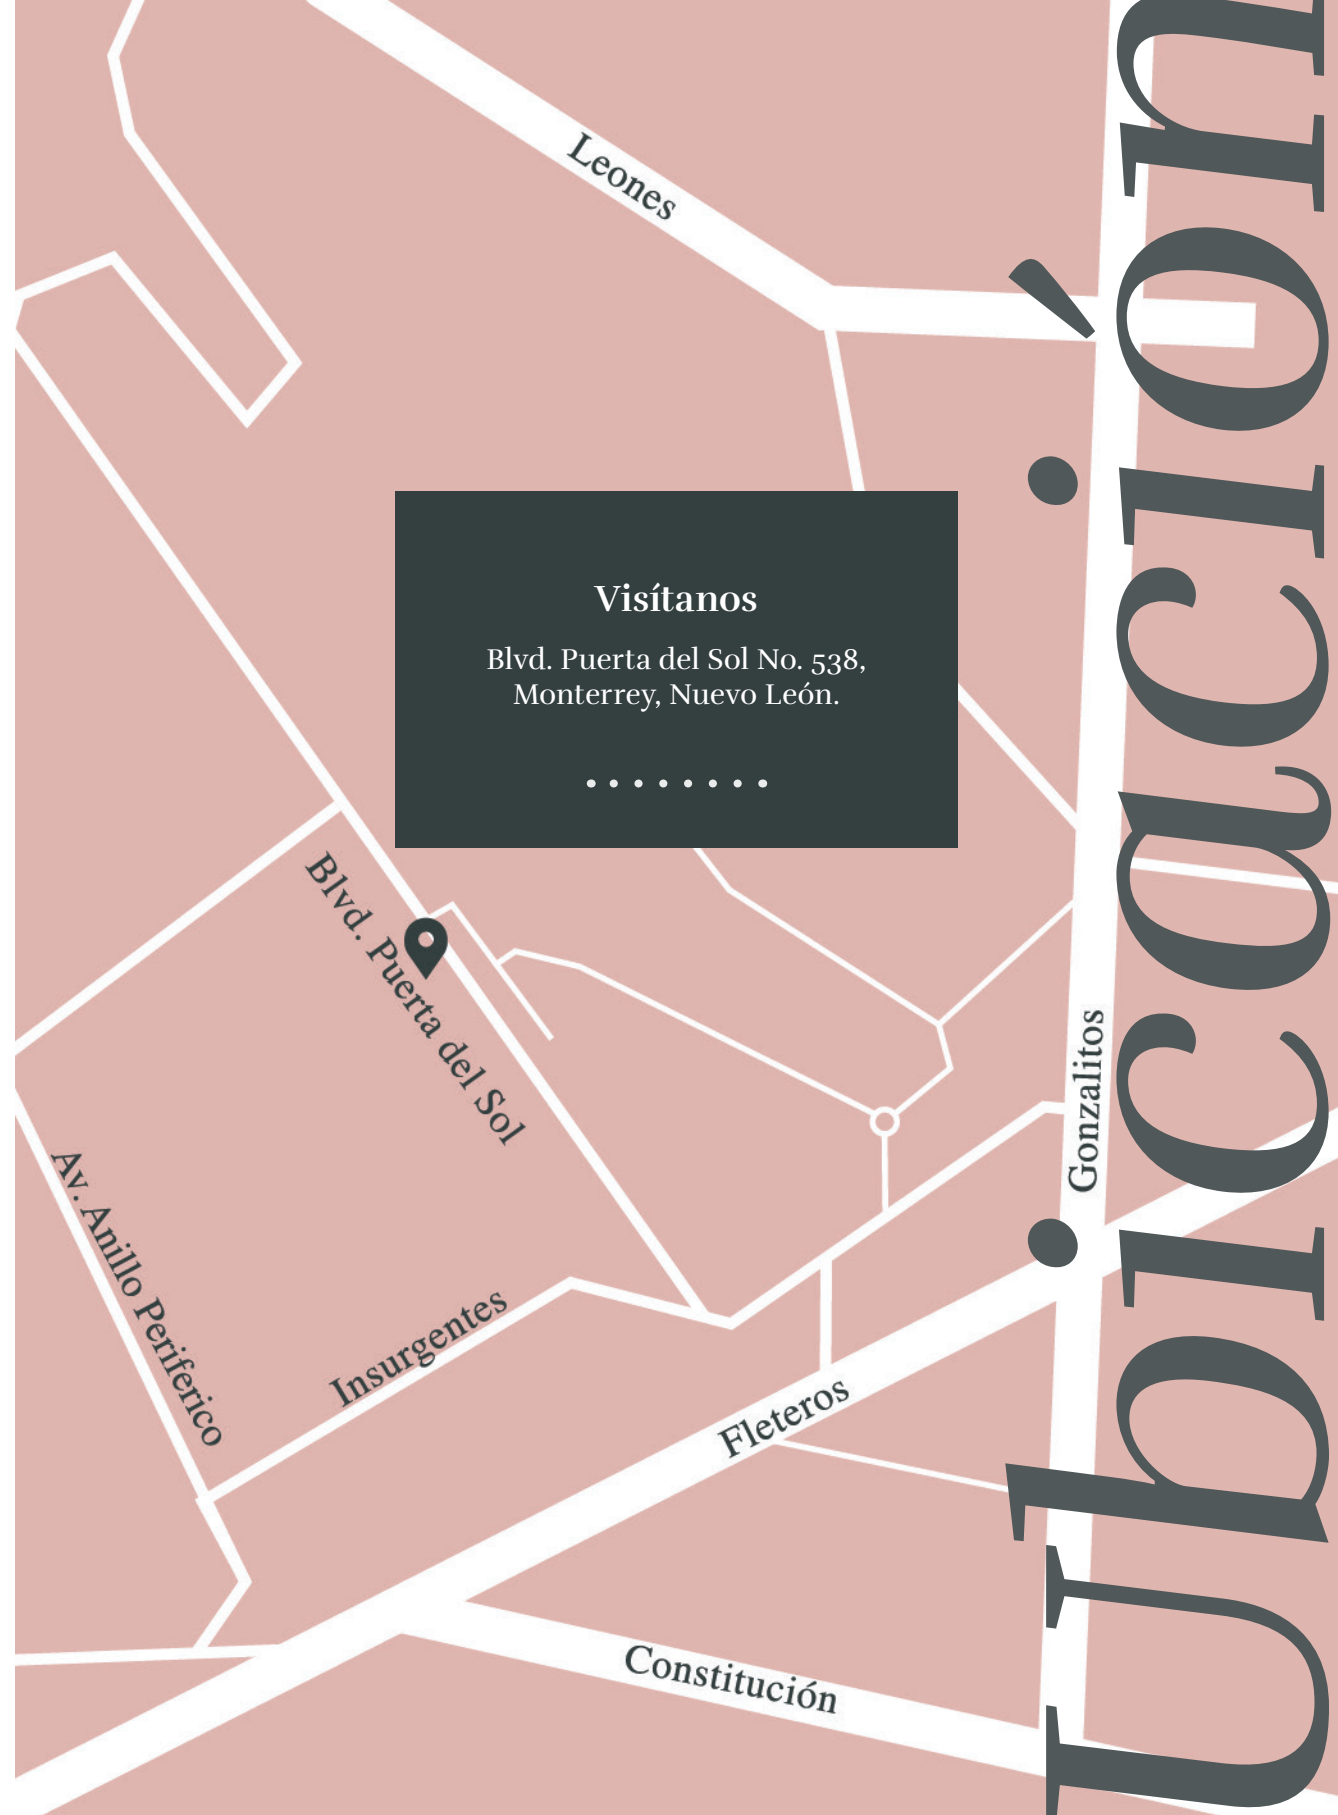 Leones
Visítanos
Blvd. Puerta del Sol No. 538,
Monterrey, Nuevo León.
Blvd. Puerta del Sol
Gonzalitos
Av. Anillo Periferico
Insurgentes
Fleteros
Constitución
Ubicación